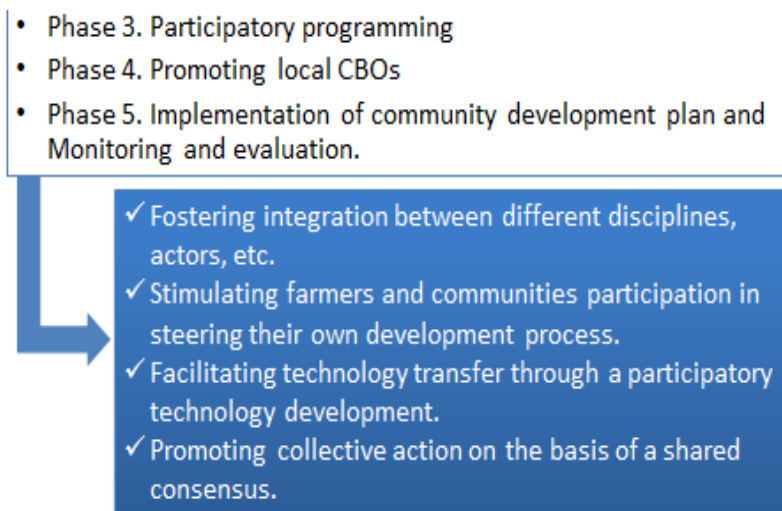 • Phase 3. Participatory programming
• Phase 4. Promoting local CBOs
• Phase 5. Implementation of community development plan and
Monitoring and evaluation.
✓ Fostering integration between different disciplines,
actors, etc.
✓ Stimulating farmers and communities participation in
steering their own development process.
✓ Facilitating technology transfer through a participatory
technology development.
✓ Promoting collective action on the basis of a shared
consensus.